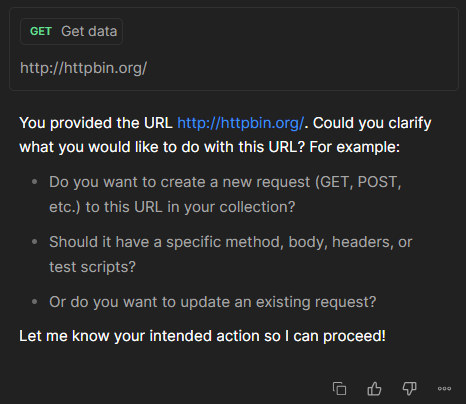 GET Get data
http://httpbin.org/
You provided the URL http://httpbin.org/. Could you clarify
what you would like to do with this URL? For example:
• Do you want to create a new request (GET, POST,
etc.) to this URL in your collection?
• Should it have a specific method, body, headers, or
test scripts?
• Or do you want to update an existing request?
Let me know your intended action so I can proceed!